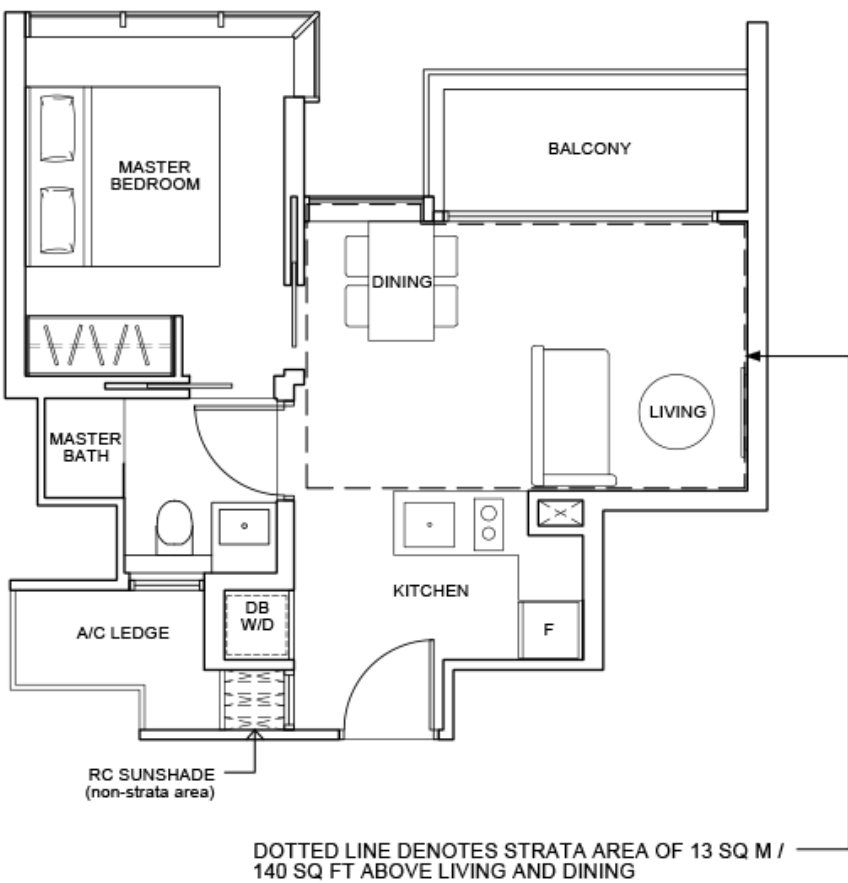 MASTER
BEDROOM
BALCONY
DINING
LIVING
MASTER
BATH
KITCHEN
DB
W/D
F
A/C LEDGE
RC SUNSHADE
(non-strata area)
DOTTED LINE DENOTES STRATA AREA OF 13 SQ M /
140 SQ FT ABOVE LIVING AND DINING